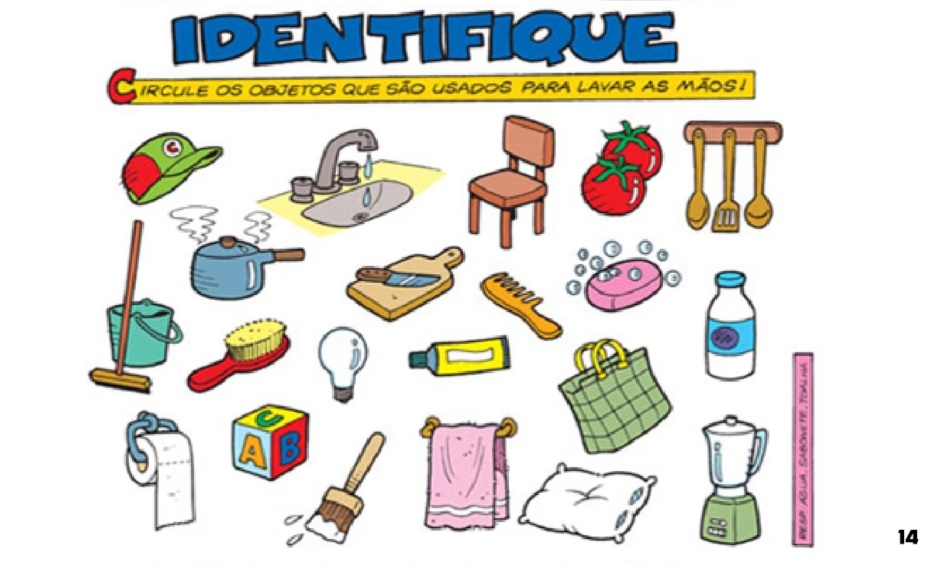 IDENTIFIQUE
CIRCULE OS OBJETOS QUE SÃO USADOS PARA LAVAR AS MÃOS!
C
C
A B
RESP. ÁGUA, SABONETE, TOALHA
14